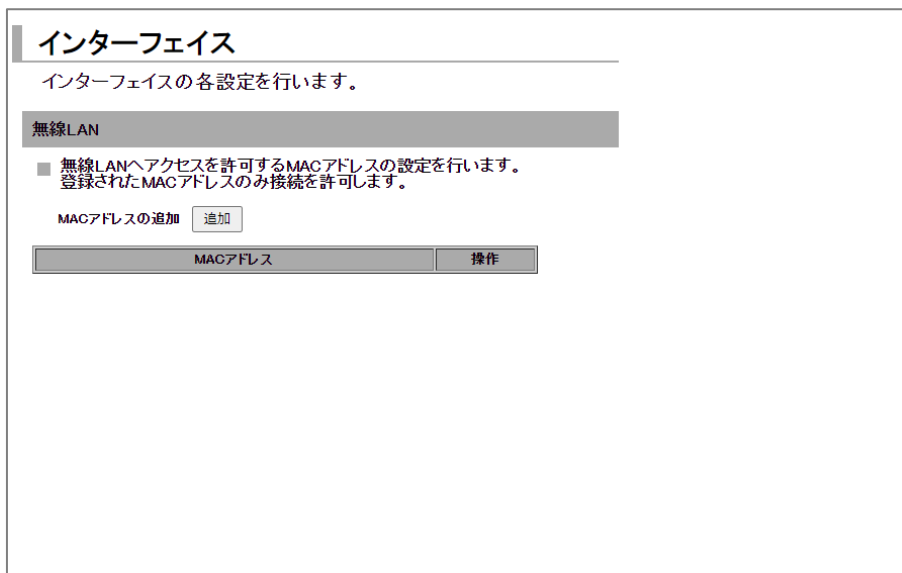 インターフェイス
インターフェイスの各設定を行います。
無線LAN
無線LANへアクセスを許可するMACアドレスの設定を行います。
登録されたMACアドレスのみ接続を許可します。
MACアドレスの追加 追加
MACアドレス 操作